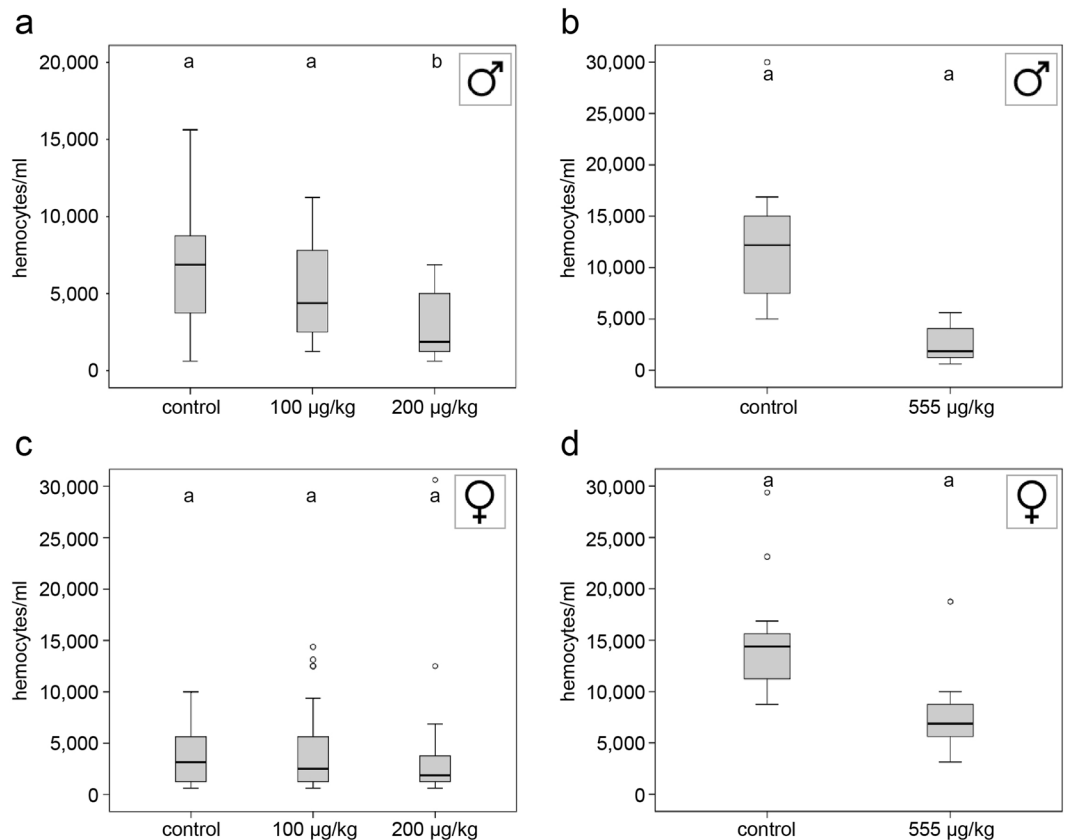 a
20,000
15,000
10,000
5,000
0
hemocytes/ml
a a b
control 100 µg/kg 200 µg/kg
b
30,000
25,000
20,000
15,000
10,000
5,000
0
hemocytes/ml
a a
control 555 µg/kg
c
30,000
25,000
20,000
15,000
10,000
5,000
0
hemocytes/ml
a a a
control 100 µg/kg 200 µg/kg
d
30,000
25,000
20,000
15,000
10,000
5,000
0
hemocytes/ml
a a
control 555 µg/kg